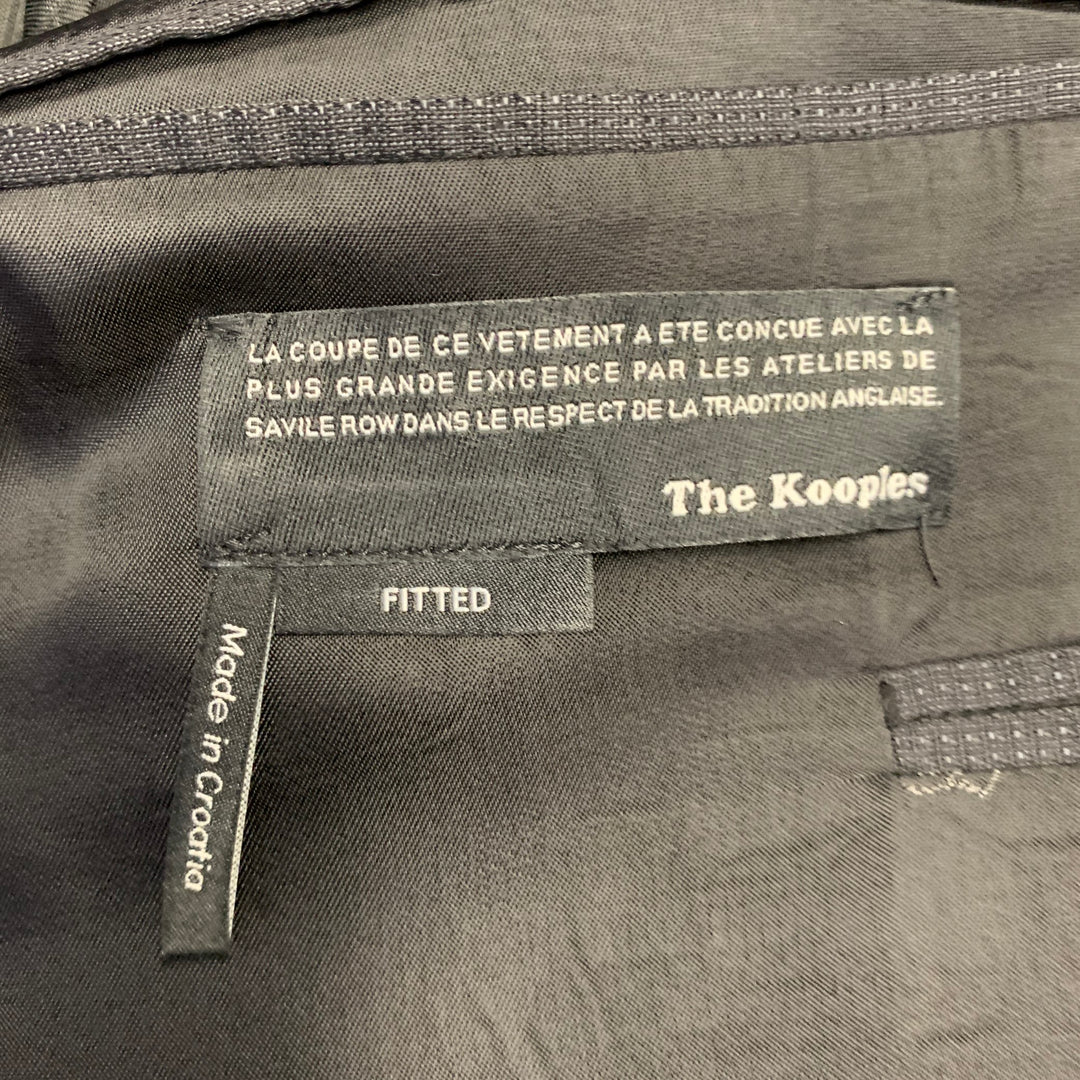 LA COUPE DE CE VETEMENT A ETE CONCUE AVEC LA
PLUS GRANDE EXIGENCE PAR LES ATELIERS DE
SAVILE ROW DANS LE RESPECT DE LA TRADITION ANGLAISE.
The Kooples
FITTED
Made in Croatia